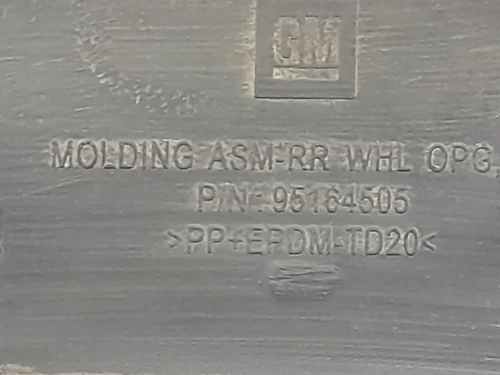 GM
MOLDING ASM-RR WHL OPG,
P/N: 95164505
>PP+EPDM-TD20<